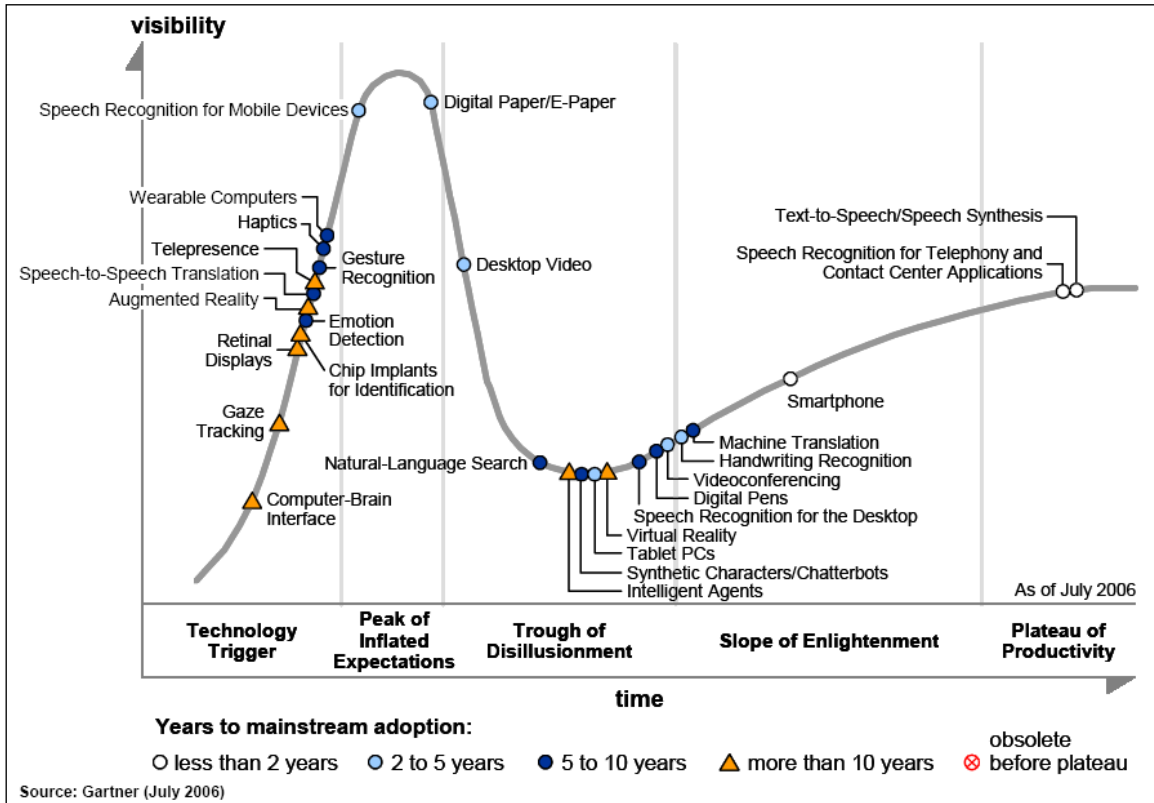 visibility
Speech Recognition for Mobile Devices
Digital Paper/E-Paper
Wearable Computers
Haptics
Telepresence
Speech-to-Speech Translation
Augmented Reality
Retinal
Displays
Gaze
Tracking
Gesture
Recognition
Emotion
Detection
Chip Implants
for Identification
Computer-Brain
Interface
Desktop Video
Natural-Language Search
Text-to-Speech/Speech Synthesis
Speech Recognition for Telephony and
Contact Center Applications
Smartphone
Machine Translation
Handwriting Recognition
Videoconferencing
Digital Pens
Speech Recognition for the Desktop
Virtual Reality
Tablet PCs
Synthetic Characters/Chatterbots
Intelligent Agents
As of July 2006
Technology
Trigger
Peak of
Inflated
Expectations
Trough of
Disillusionment
Slope of Enlightenment
Plateau of
Productivity
time
Years to mainstream adoption:
less than 2 years
2 to 5 years
5 to 10 years
more than 10 years
obsolete
before plateau
Source: Gartner (July 2006)